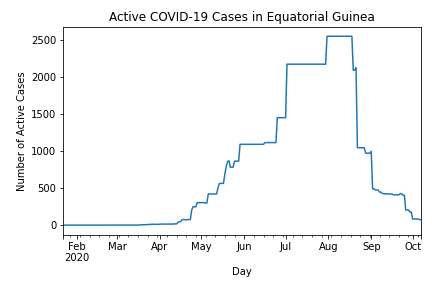 Active COVID-19 Cases in Equatorial Guinea
2500
2000
1500
1000
500
0
Number of Active Cases
Feb Mar Apr May Jun Jul Aug Sep Oct
2020
Day